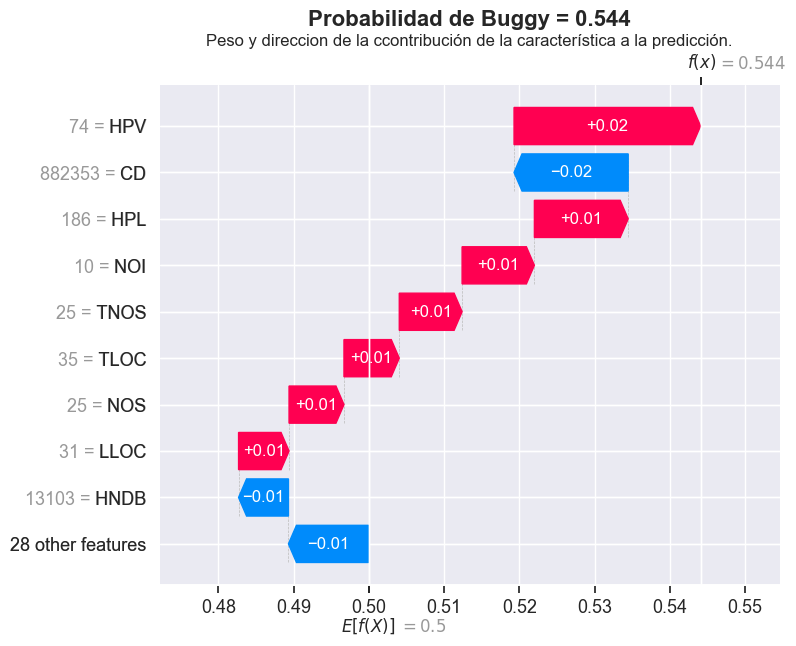 Probabilidad de Buggy = 0.544
Peso y direccion de la ccontribución de la característica a la predicción.
f(x) = 0.544
74 = HPV +0.02
882353 = CD −0.02
186 = HPL +0.01
10 = NOI +0.01
25 = TNOS +0.01
35 = TLOC +0.01
25 = NOS +0.01
31 = LLOC +0.01
13103 = HNDB −0.01
28 other features −0.01
0.48 0.49 0.50 0.51 0.52 0.53 0.54 0.55
E[f(X)] = 0.5